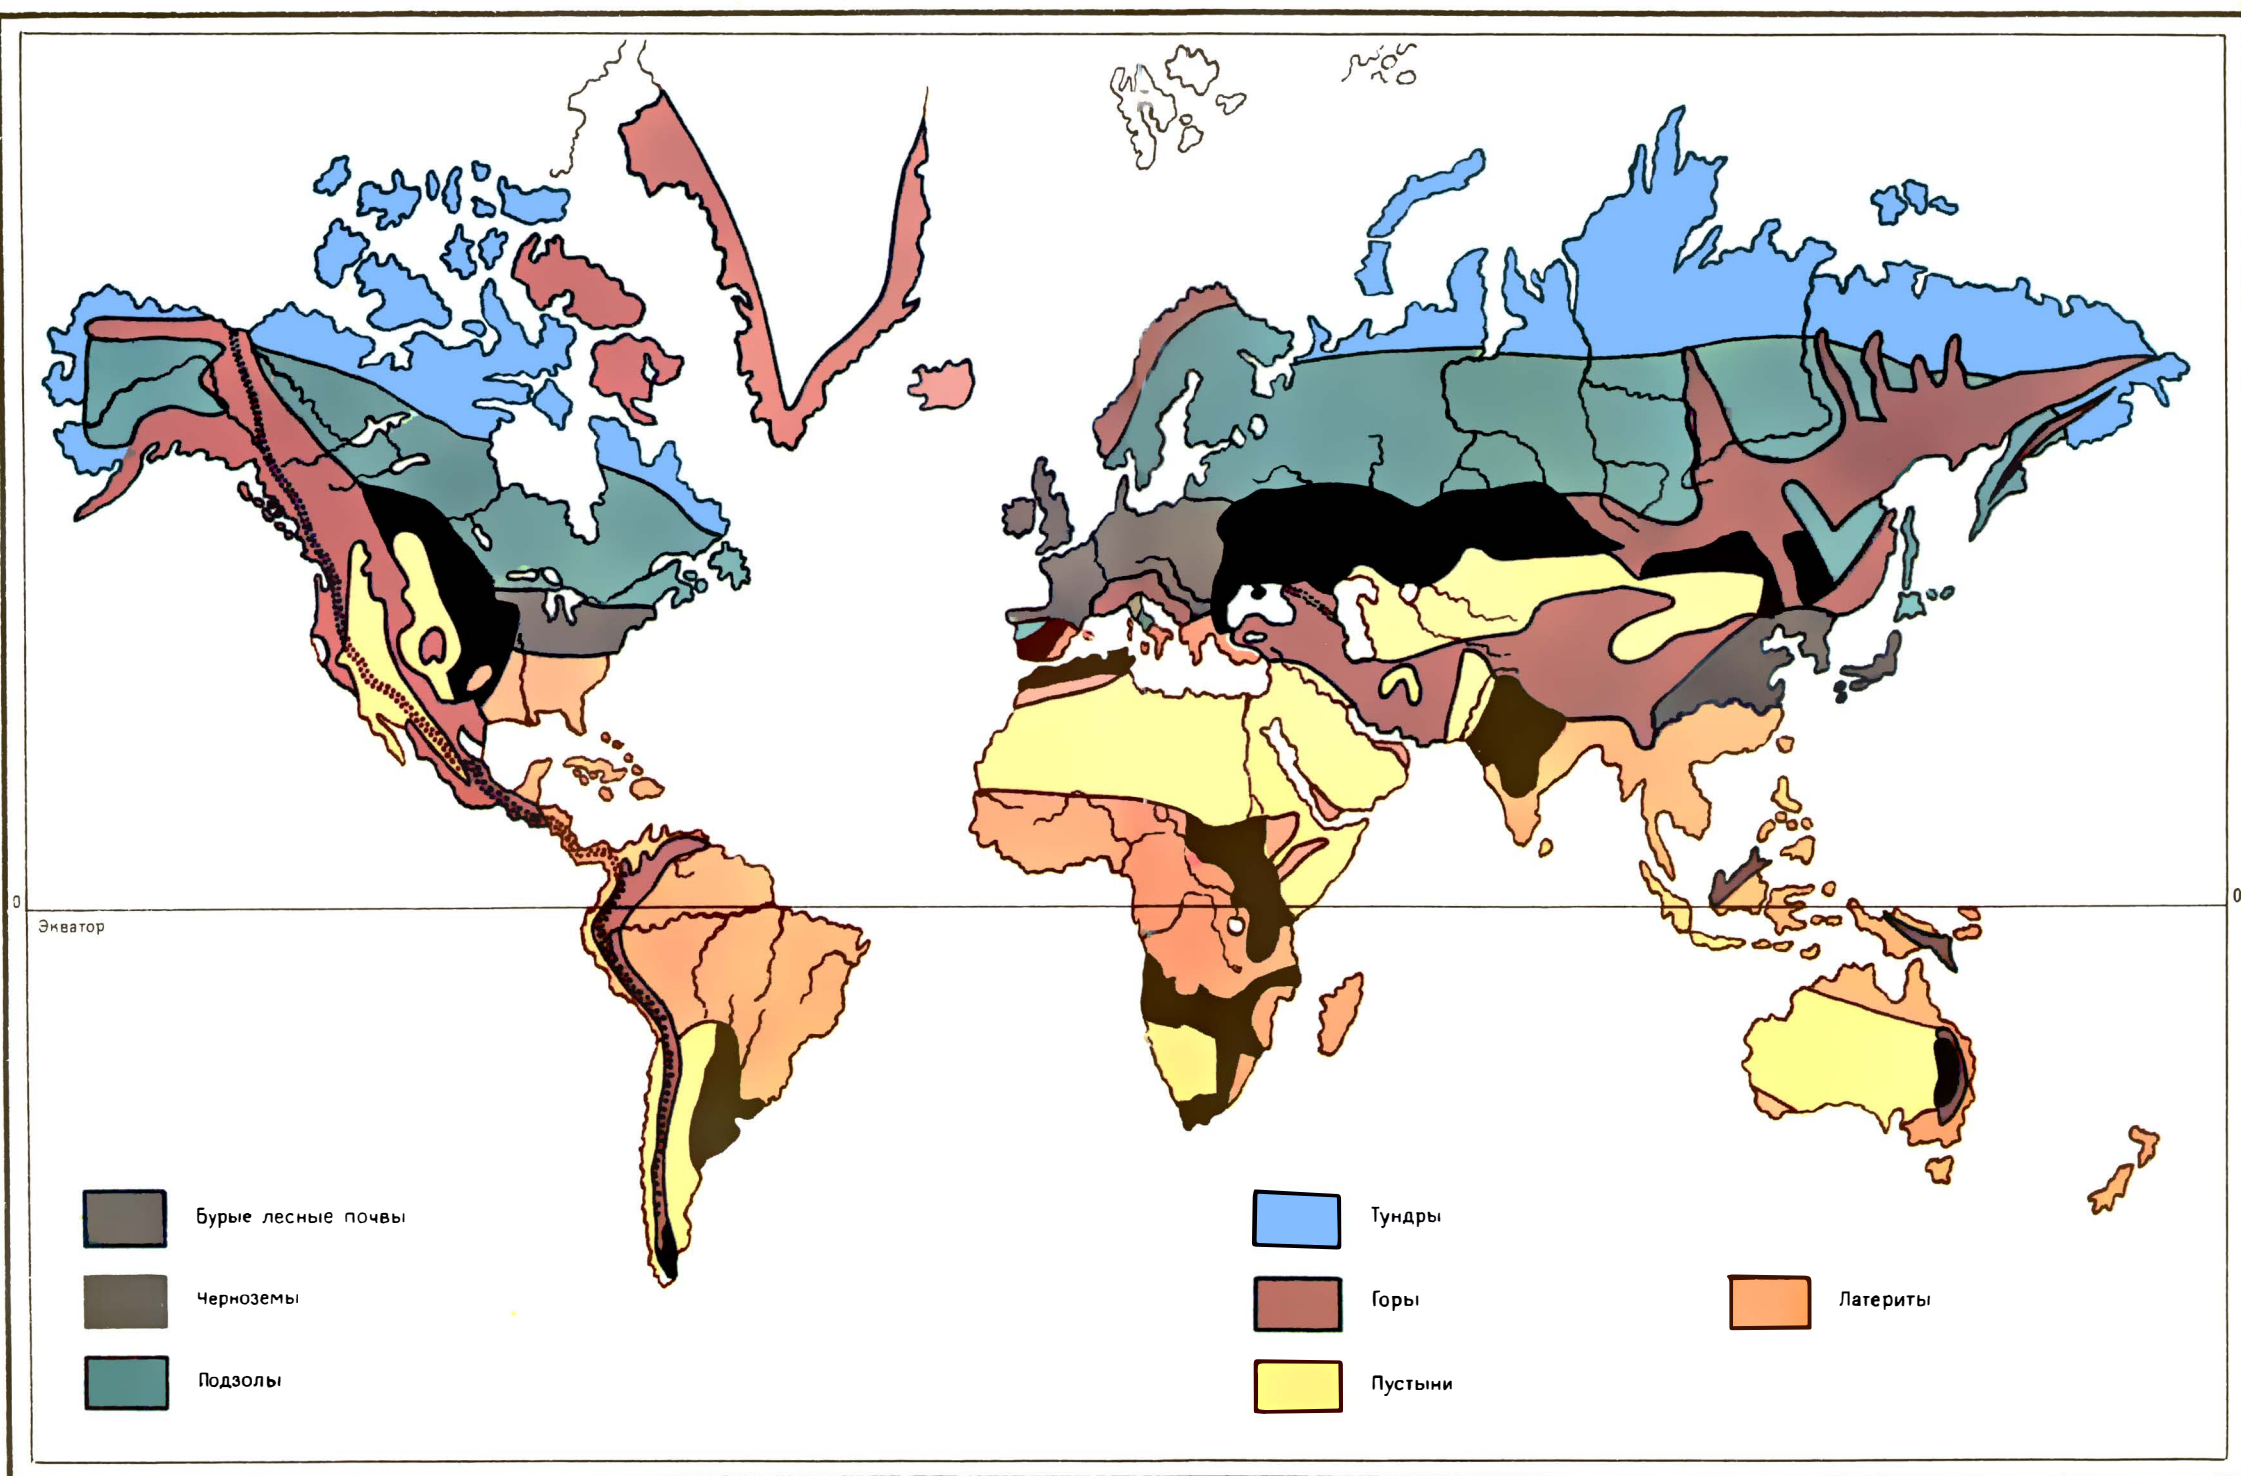 0
0
Экватор
Бурые лесные почвы
Черноземы
Подзолы
Тундры
Горы
Пустыни
Латериты